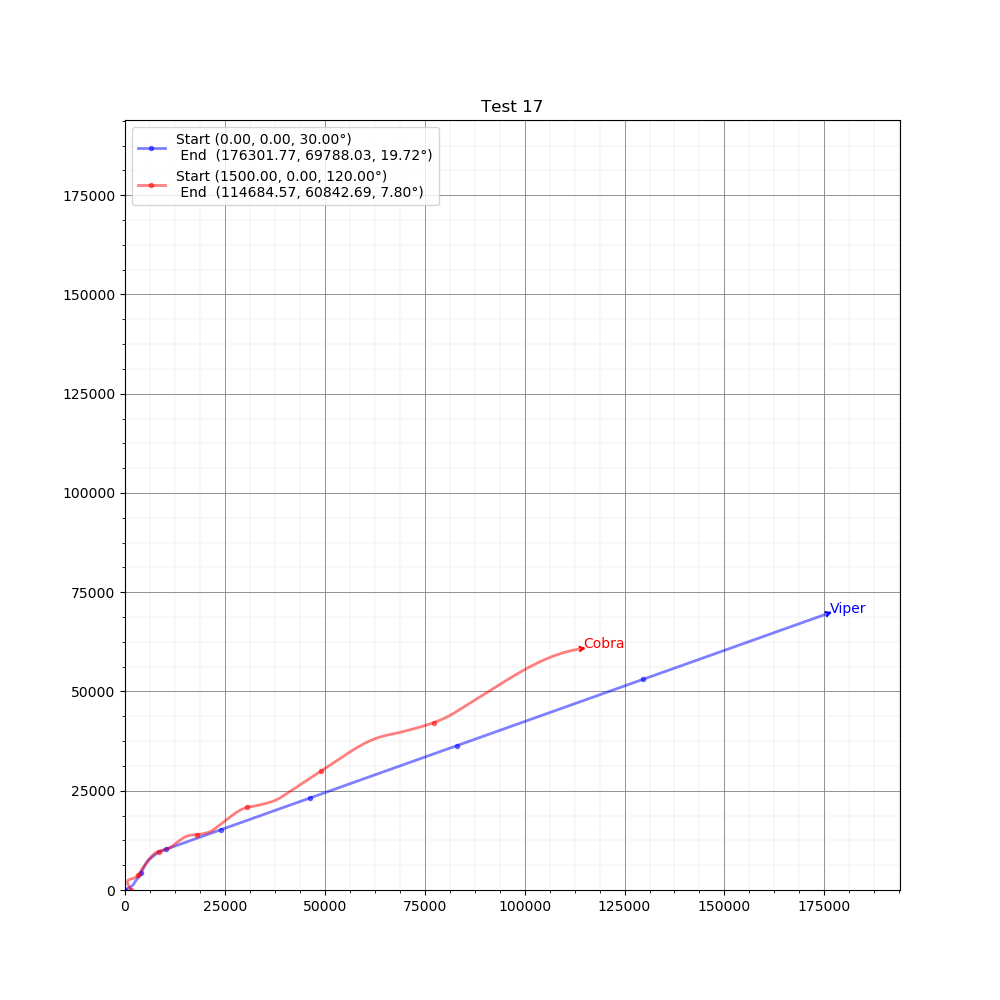 Test 17
Start (0.00, 0.00, 30.00°)
End (176301.77, 69788.03, 19.72°)
Start (1500.00, 0.00, 120.00°)
End (114684.57, 60842.69, 7.80°)
175000
150000
125000
100000
75000
50000
25000
0
Viper
Cobra
0 25000 50000 75000 100000 125000 150000 175000